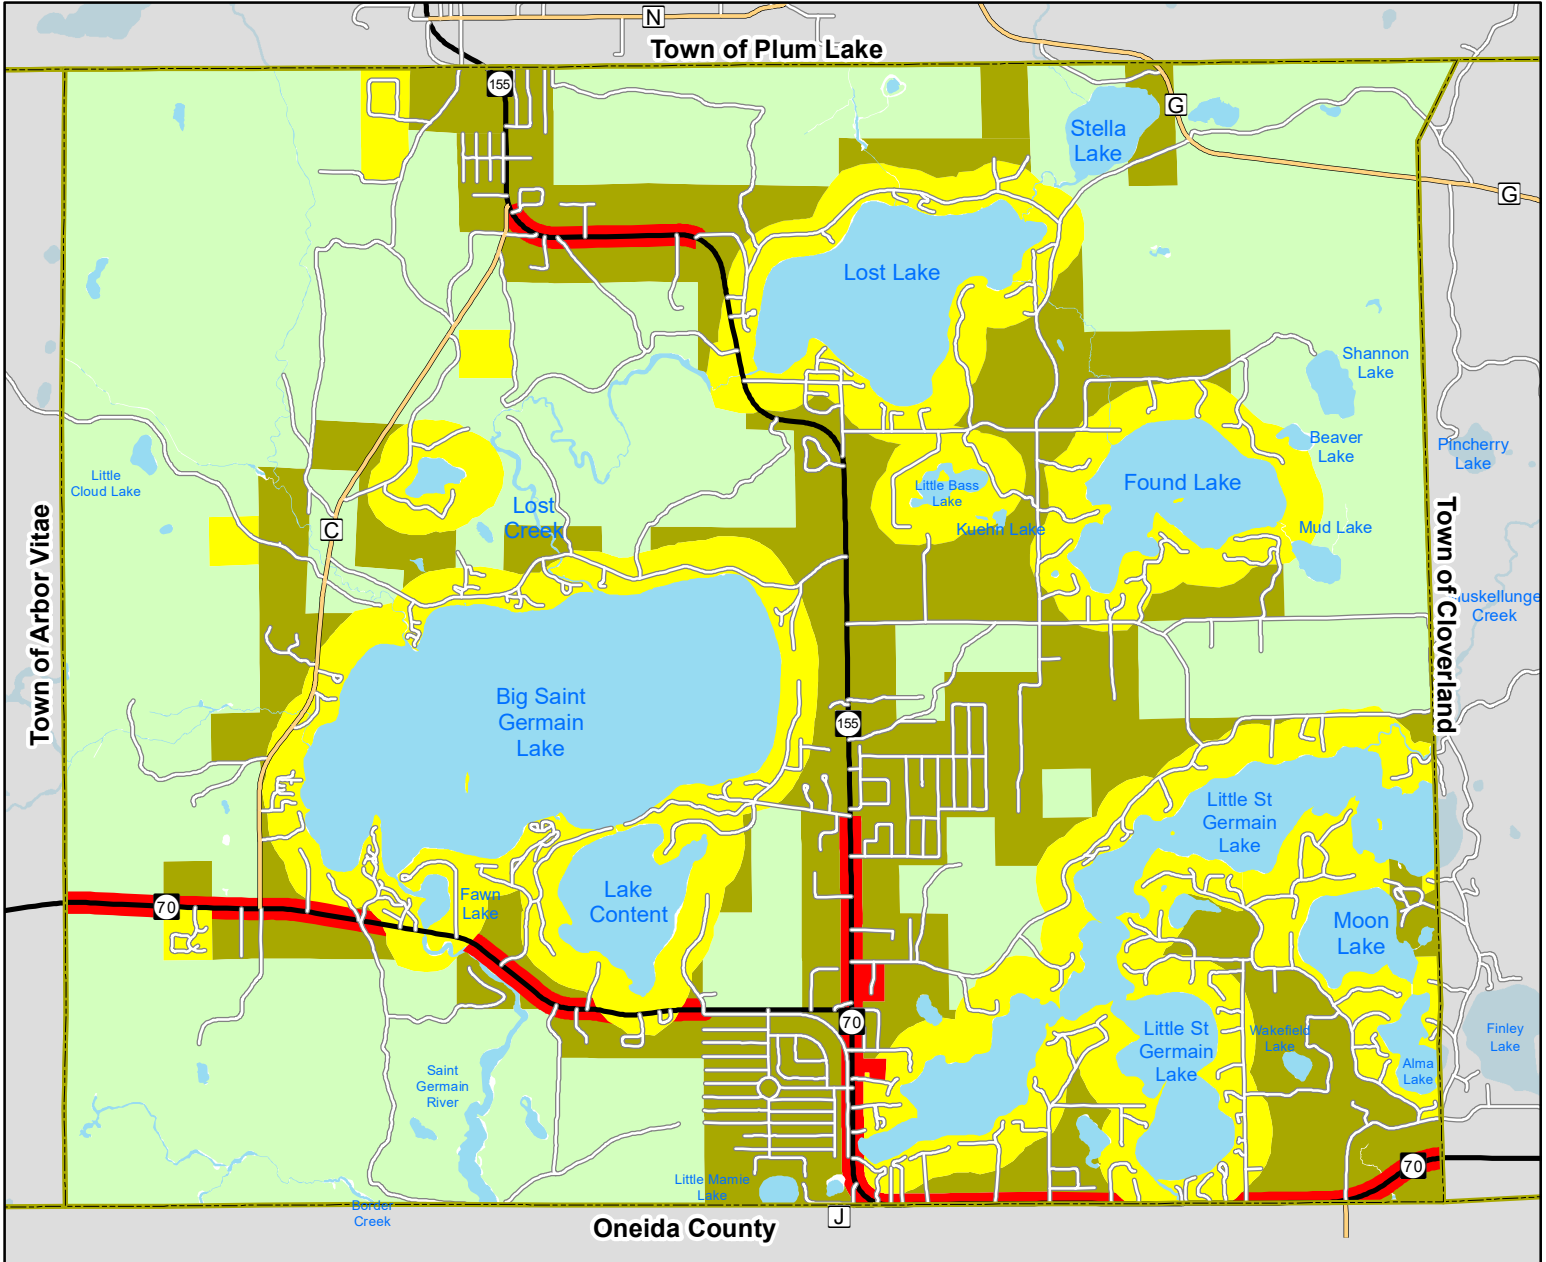 N
Town of Plum Lake
155
G
Stella
Lake
G
Lost Lake
Shannon
Lake
Beaver
Lake
Pincherry
Lake
Little
Cloud Lake
Found Lake
Little Bass
Lake
Lost
Creek
C
Kuehn Lake
Mud Lake
Town of Arbor Vitae
Town of Cloverland
uskellunge
Creek
Big Saint
Germain
Lake
155
Little St
Germain
Lake
Fawn
Lake
Lake
Content
70
Moon
Lake
70
Little St
Germain
Lake
Wakefield
Lake
Finley
Lake
Alma
Lake
Saint
Germain
River
70
Little Mamie
Lake
Border
Creek
J
Oneida County